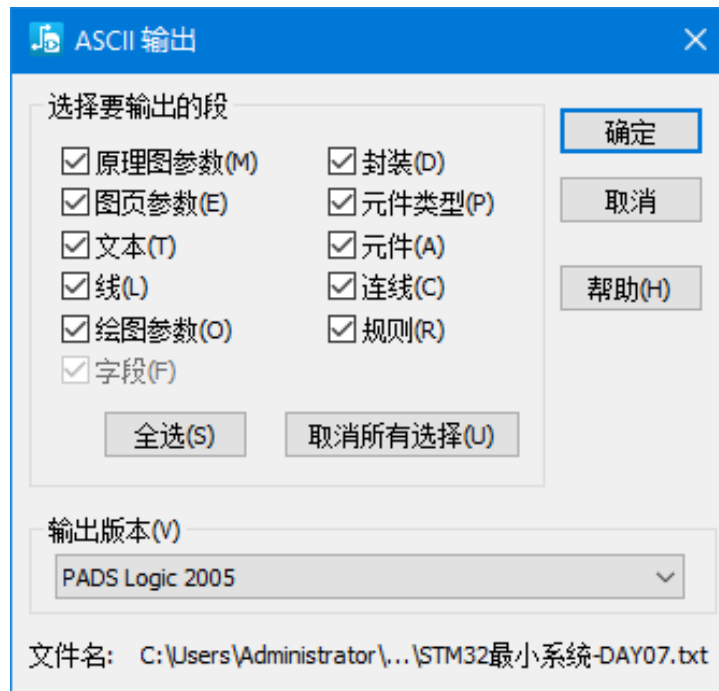 ASCII 输出
选择要输出的段
确定
原理图参数(M) 封装(D)
图页参数(E) 元件类型(P)
取消
文本(T) 元件(A)
线(L) 连线(C)
帮助(H)
绘图参数(O) 规则(R)
字段(F)
全选(S) 取消所有选择(U)
输出版本(V)
PADS Logic 2005
文件名: C:\Users\Administrator\...\STM32最小系统-DAY07.txt